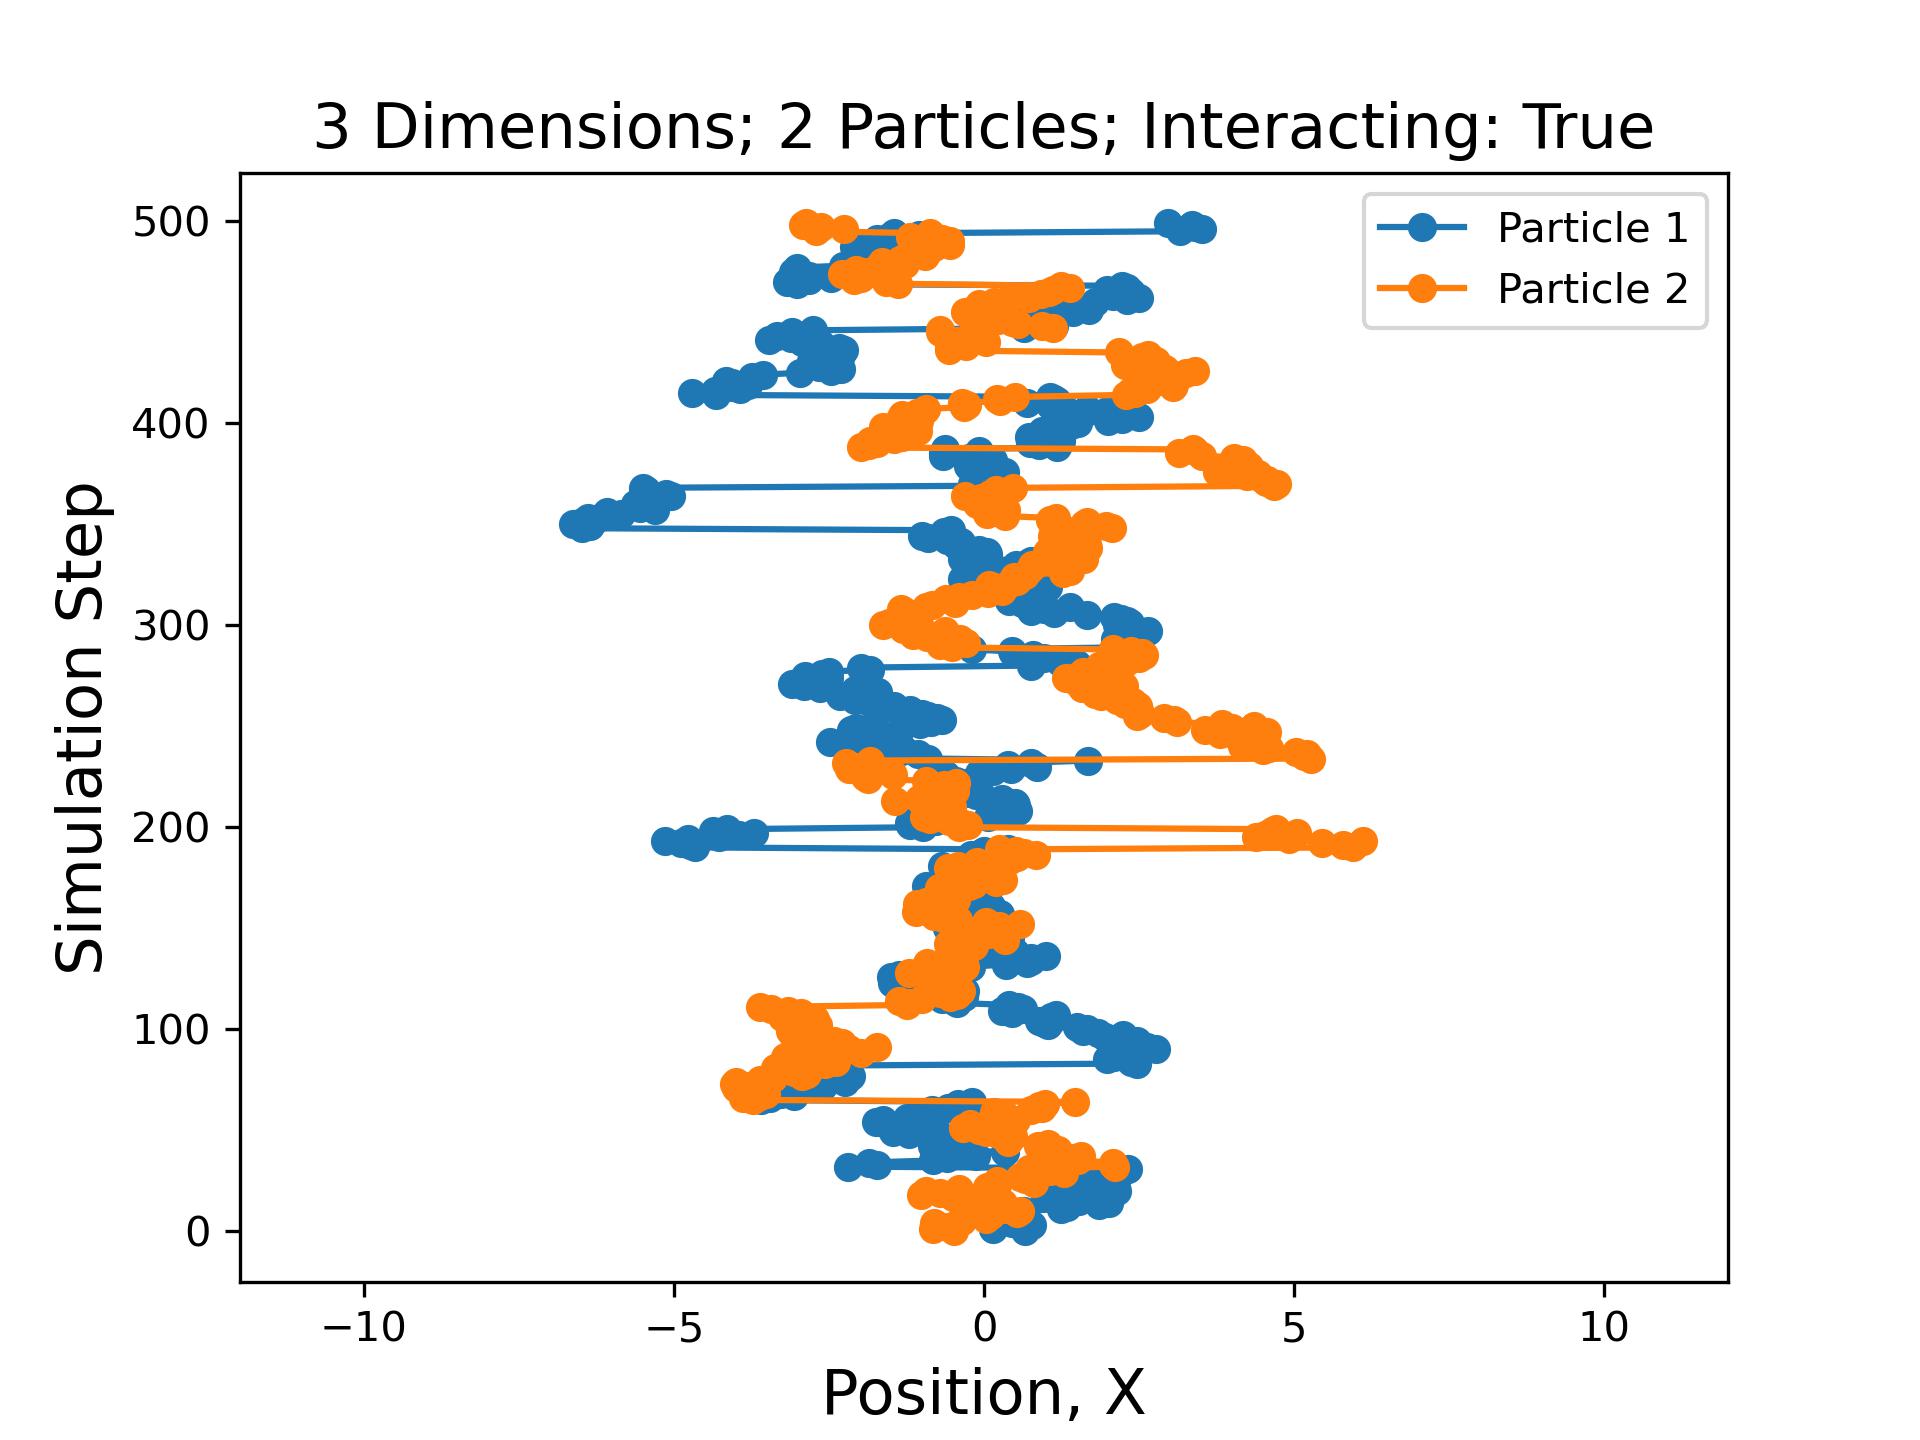 3 Dimensions; 2 Particles; Interacting: True
Particle 1
Particle 2
500
400
300
200
100
0
Simulation Step
−10
−5
0
5
10
Position, X